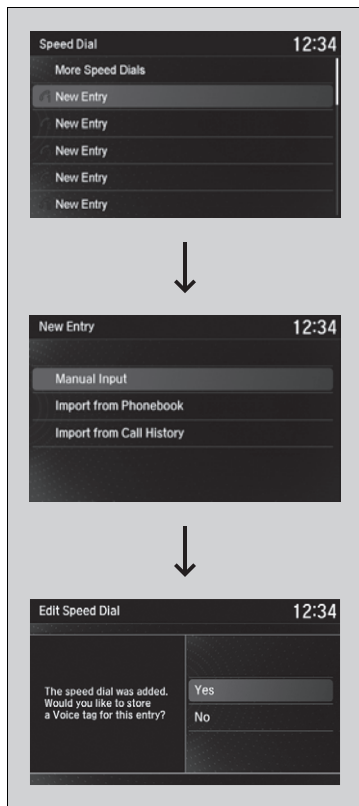 Speed Dial 12:34
More Speed Dials
New Entry
New Entry
New Entry
New Entry
New Entry
New Entry 12:34
Manual Input
Import from Phonebook
Import from Call History
Edit Speed Dial 12:34
The speed dial was added.
Would you like to store
a Voice tag for this entry?
Yes
No